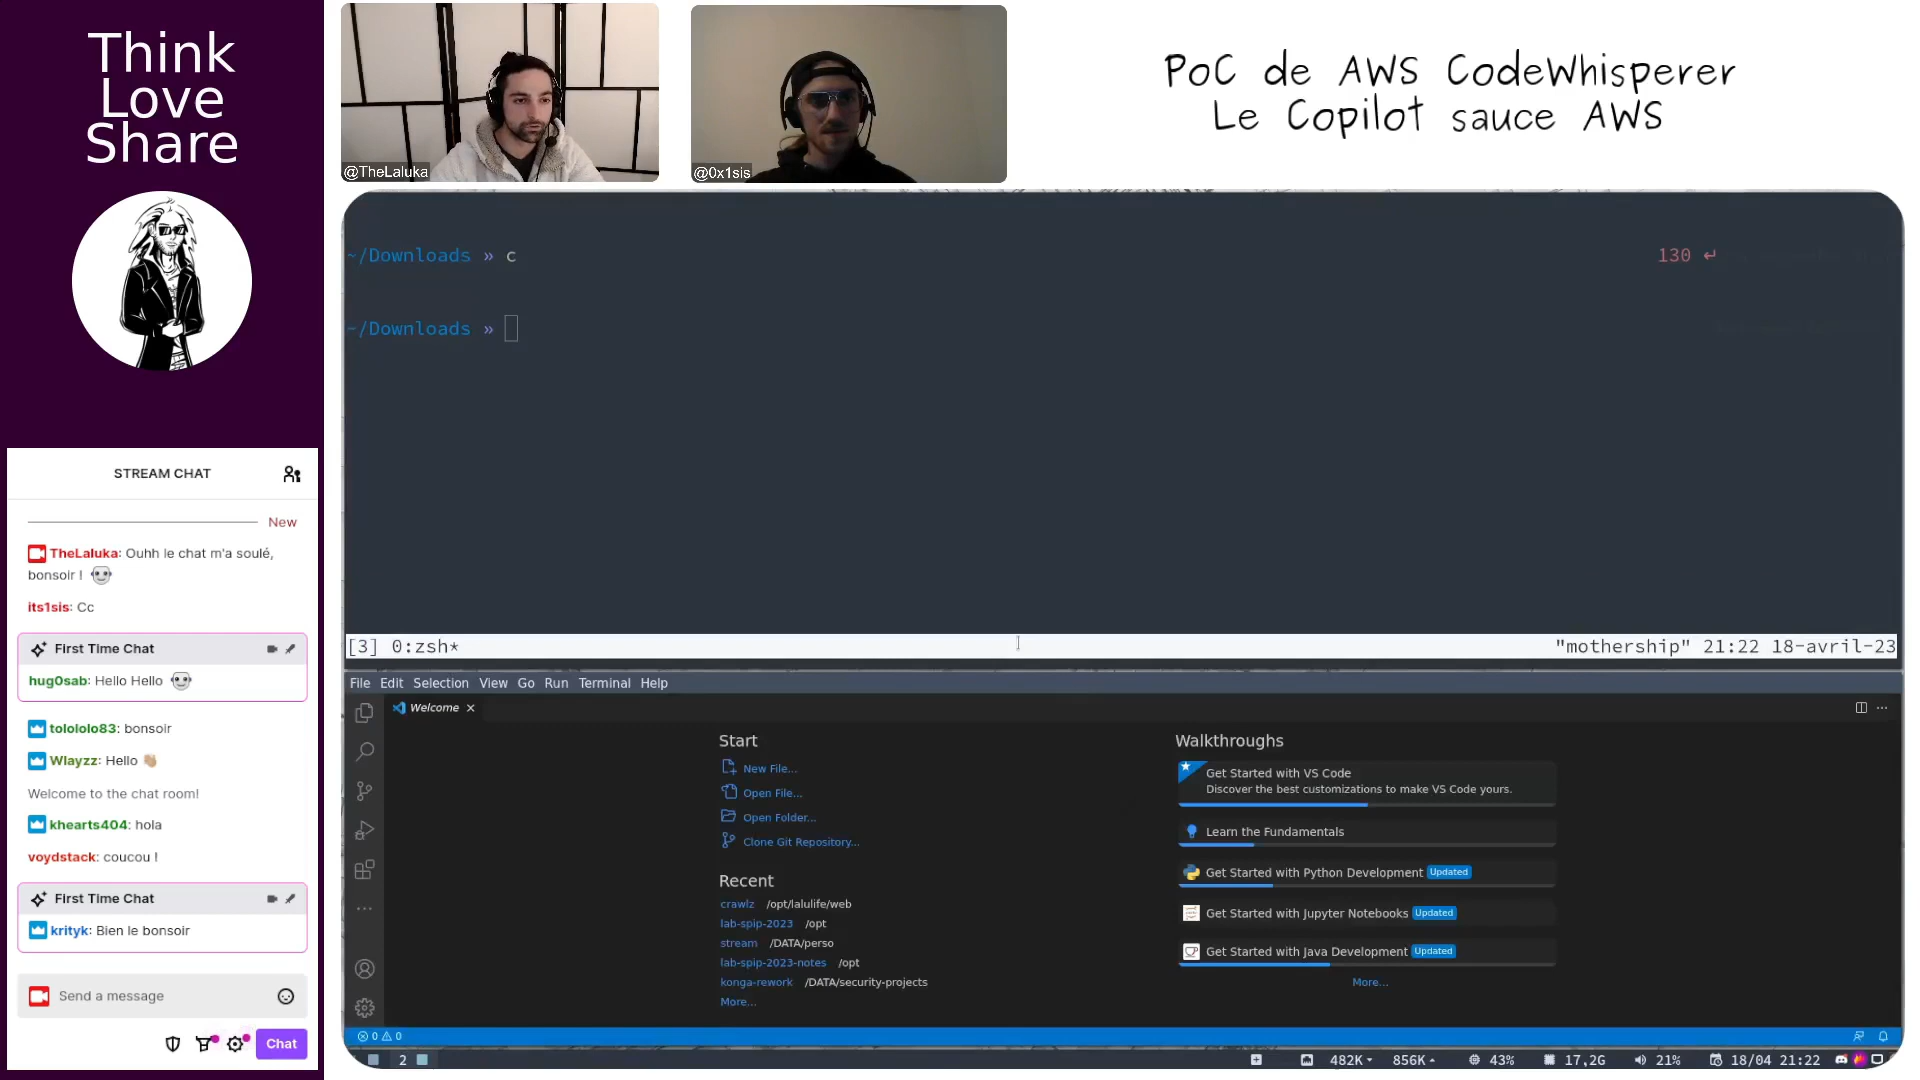 Think
Love
Share
@TheLaluka
@0x1sis
PoC de AWS CodeWhisperer
Le Copilot sauce AWS
~/Downloads » c
130 ↵
~/Downloads »
[3] 0:zsh*
"mothership" 21:22 18-avril-23
STREAM CHAT
New
TheLaluka: Ouhh le chat m'a soulé,
bonsoir !
its1sis: Cc
First Time Chat
hug0sab: Hello Hello
tolololo83: bonsoir
Wlayzz: Hello
Welcome to the chat room!
khearts404: hola
voydstack: coucou !
First Time Chat
krityk: Bien le bonsoir
Send a message
Chat
File Edit Selection View Go Run Terminal Help
Welcome
Start
New File...
Open File...
Open Folder...
Clone Git Repository...
Recent
crawlz /opt/lalulife/web
lab-spip-2023 /opt
stream /DATA/perso
lab-spip-2023-notes /opt
konga-rework /DATA/security-projects
More...
Walkthroughs
Get Started with VS Code
Discover the best customizations to make VS Code yours.
Learn the Fundamentals
Get Started with Python Development Updated
Get Started with Jupyter Notebooks Updated
Get Started with Java Development Updated
More...
0 0
2
482K 856K 43% 17,2G 21% 18/04 21:22